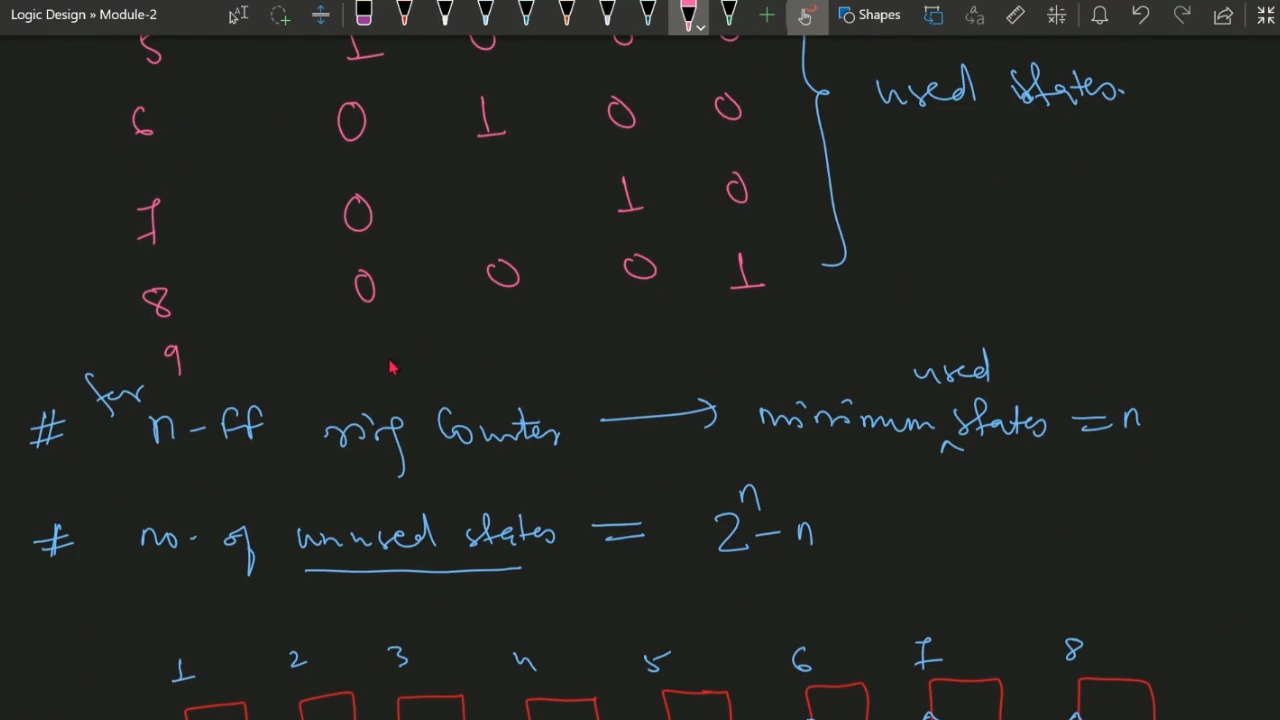 Logic Design » Module-2 Shapes
5 1 0 0 0
6 0 1 0 0 used states.
7 0 1 0
8 0 0 0 1
9
used
# for n-ff ring Counter → minimum ^ states = n
# no. of unused states = 2^n - n
1 2 3 4 5 6 7 8